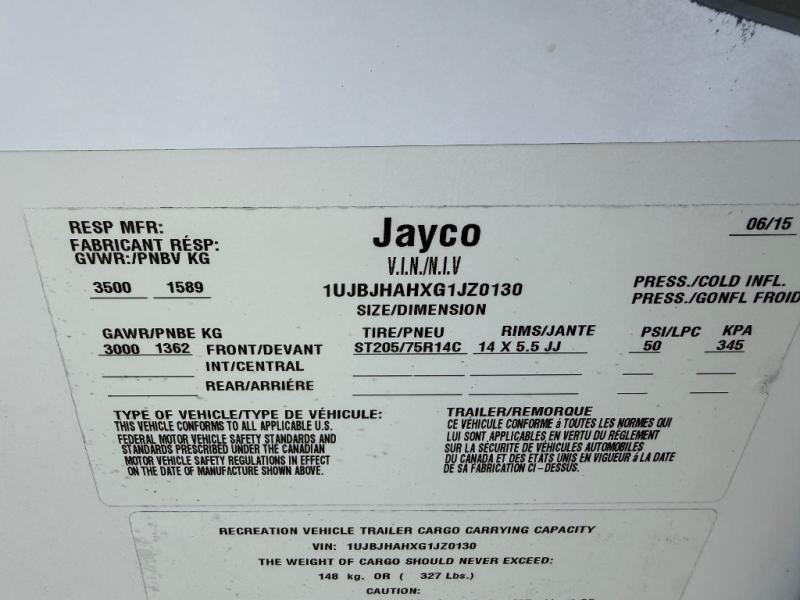 RESP MFR:
FABRICANT RÉSP:
GVWR:/PNBV KG
3500 1589
Jayco
06/15
V.I.N./N.I.V
1UJBJHAHXG1JZ0130
SIZE/DIMENSION
PRESS./COLD INFL.
PRESS./GONFL FROID
GAWR/PNBE KG TIRE/PNEU RIMS/JANTE PSI/LPC KPA
3000 1362 FRONT/DEVANT ST205/75R14C 14 X 5.5 JJ 50 345
INT/CENTRAL
REAR/ARRIÉRE
TYPE OF VEHICLE/TYPE DE VÉHICULE: TRAILER/REMORQUE
THIS VEHICLE CONFORMS TO ALL APPLICABLE U.S.
FEDERAL MOTOR VEHICLE SAFETY STANDARDS AND
STANDARDS PRESCRIBED UNDER THE CANADIAN
MOTOR VEHICLE SAFETY REGULATIONS IN EFFECT
ON THE DATE OF MANUFACTURE SHOWN ABOVE.
CE VÉHICULE CONFORME à TOUTES LES NORMES QUI
LUI SONT APPLICABLES EN VERTU DU RÉGLEMENT
SUR LA SÉCURITÉ DE VÉHICULES AUTOMOBILES
DU CANADA ET DES ETATS UNIS EN VIGUEUR à LA DATE
DE SA FABRICATION CI-DESSUS.
RECREATION VEHICLE TRAILER CARGO CARRYING CAPACITY
VIN: 1UJBJHAHXG1JZ0130
THE WEIGHT OF CARGO SHOULD NEVER EXCEED:
148 kg. OR ( 327 Lbs.)
CAUTION: